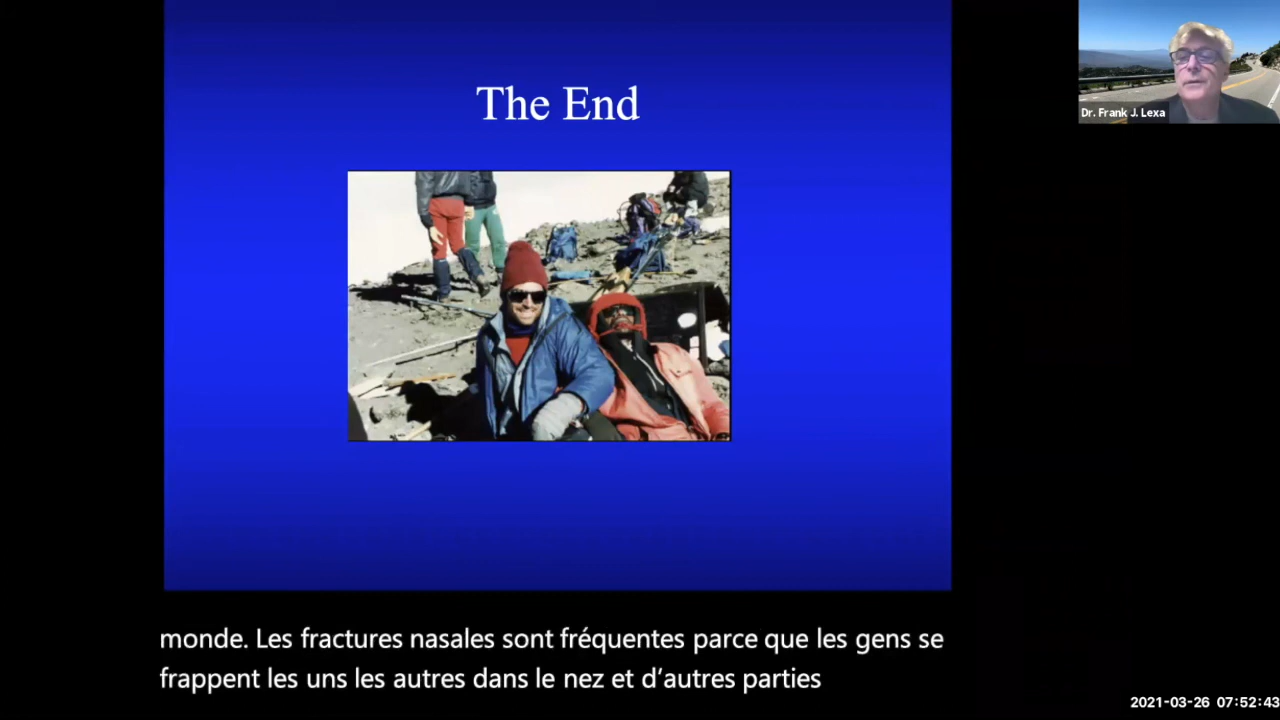 The End
Dr. Frank J. Lexa
monde. Les fractures nasales sont fréquentes parce que les gens se
frappent les uns les autres dans le nez et d’autres parties
2021-03-26 07:52:43